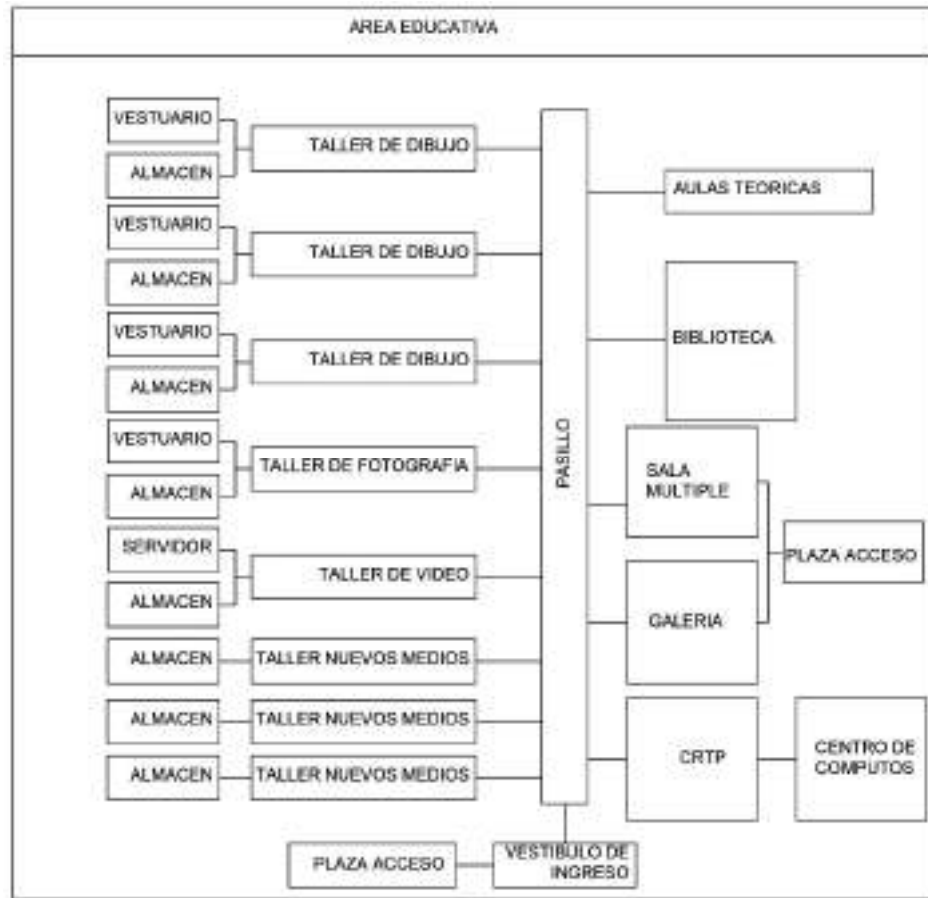 AREA EDUCATIVA
VESTUARIO
ALMACEN
TALLER DE DIBUJO
VESTUARIO
ALMACEN
TALLER DE DIBUJO
VESTUARIO
ALMACEN
TALLER DE DIBUJO
VESTUARIO
ALMACEN
TALLER DE FOTOGRAFIA
SERVIDOR
ALMACEN
TALLER DE VIDEO
ALMACEN
TALLER NUEVOS MEDIOS
ALMACEN
TALLER NUEVOS MEDIOS
ALMACEN
TALLER NUEVOS MEDIOS
PASILLO
AULAS TEORICAS
BIBLIOTECA
SALA
MULTIPLE
PLAZA ACCESO
GALERIA
CRTP
CENTRO DE
COMPUTOS
PLAZA ACCESO
VESTIBULO DE
INGRESO